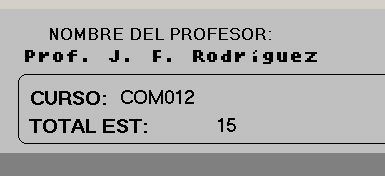 NOMBRE DEL PROFESOR:
Prof. J. F. Rodríguez
CURSO: COM012
TOTAL EST: 15